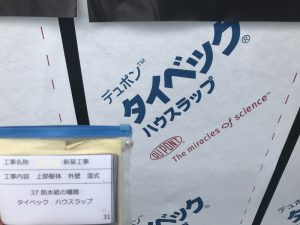 デュポン™
タイベック®
ハウスラップ
DUPONT
The miracles of science™
工事名称 新築工事
工事内容 上部躯体 外壁 湿式
37 防水紙の種類
タイベック ハウスラップ
31
デュポン
タイベ